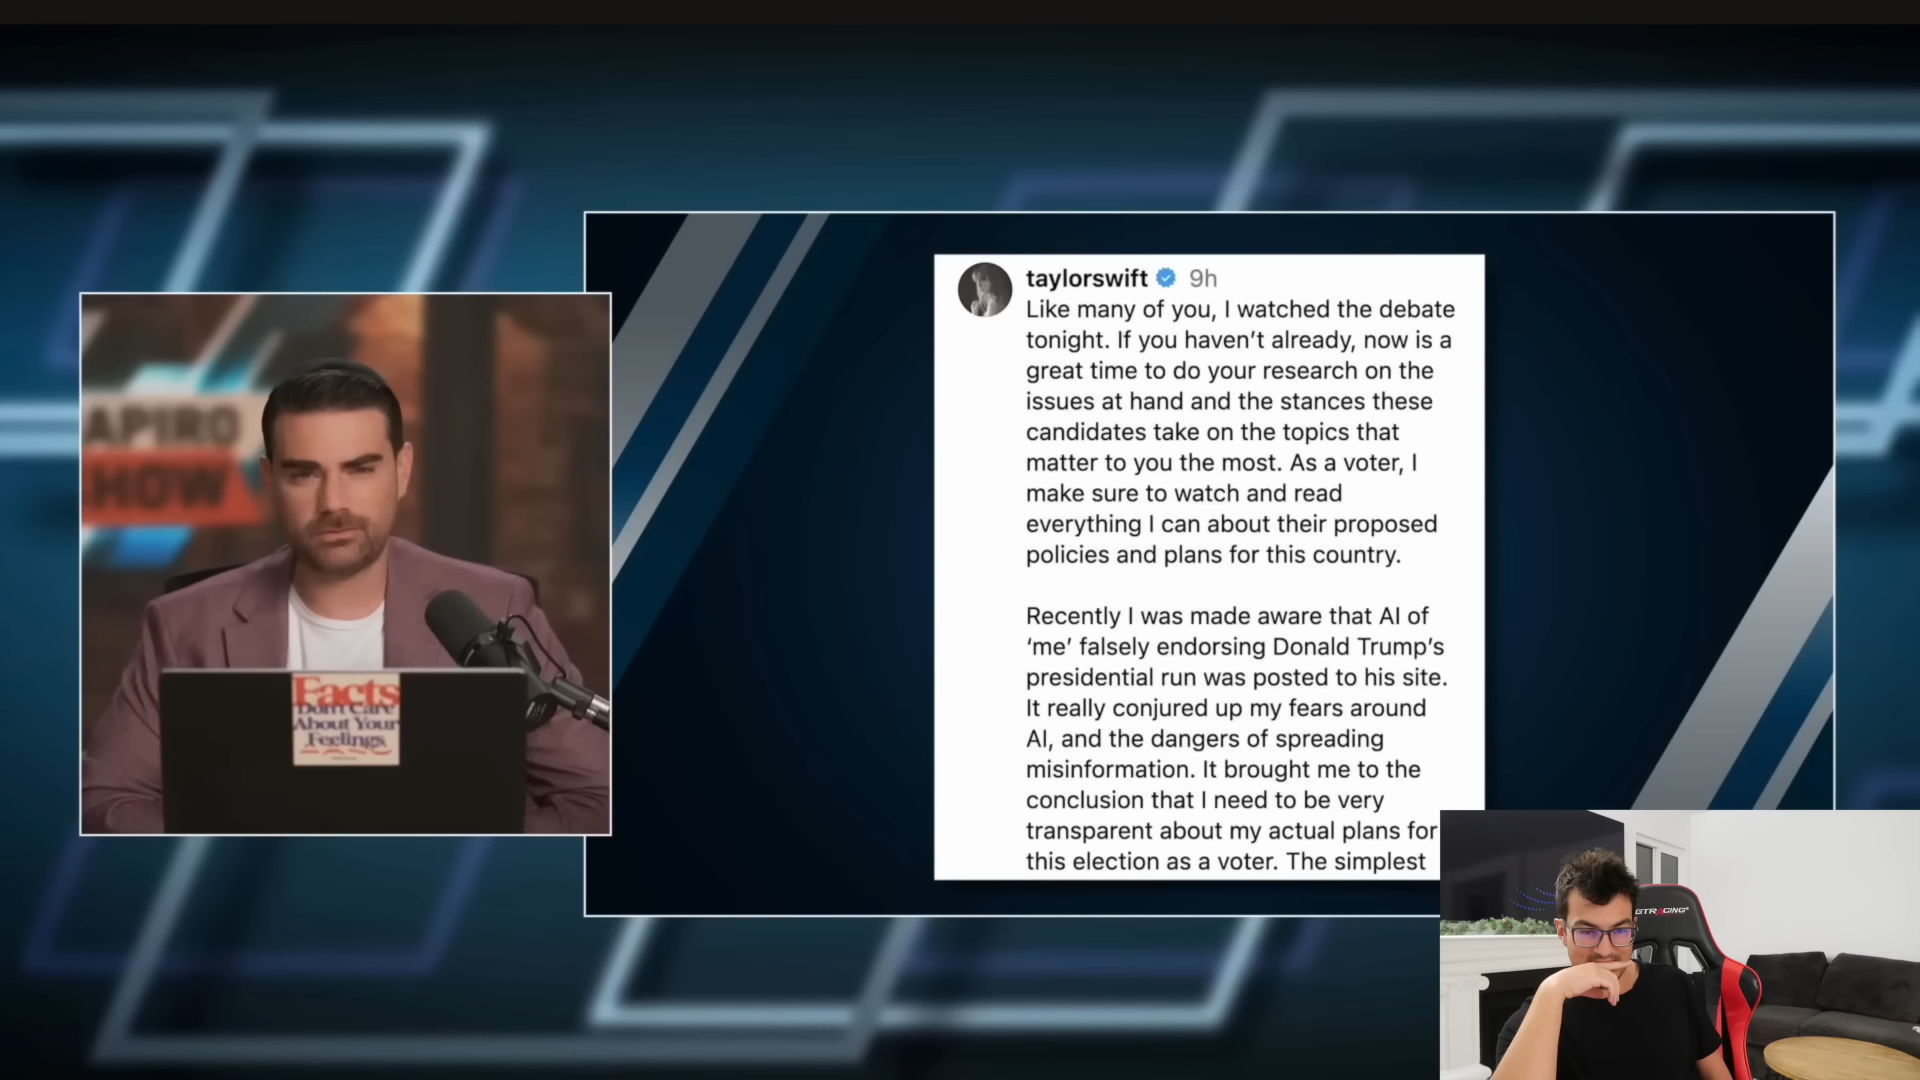 APIRO
HOW
Facts
Don't Care
About Your
Feelings
taylorswift 9h
Like many of you, I watched the debate
tonight. If you haven’t already, now is a
great time to do your research on the
issues at hand and the stances these
candidates take on the topics that
matter to you the most. As a voter, I
make sure to watch and read
everything I can about their proposed
policies and plans for this country.
Recently I was made aware that AI of
‘me’ falsely endorsing Donald Trump’s
presidential run was posted to his site.
It really conjured up my fears around
AI, and the dangers of spreading
misinformation. It brought me to the
conclusion that I need to be very
transparent about my actual plans for
this election as a voter. The simplest
GTRACING